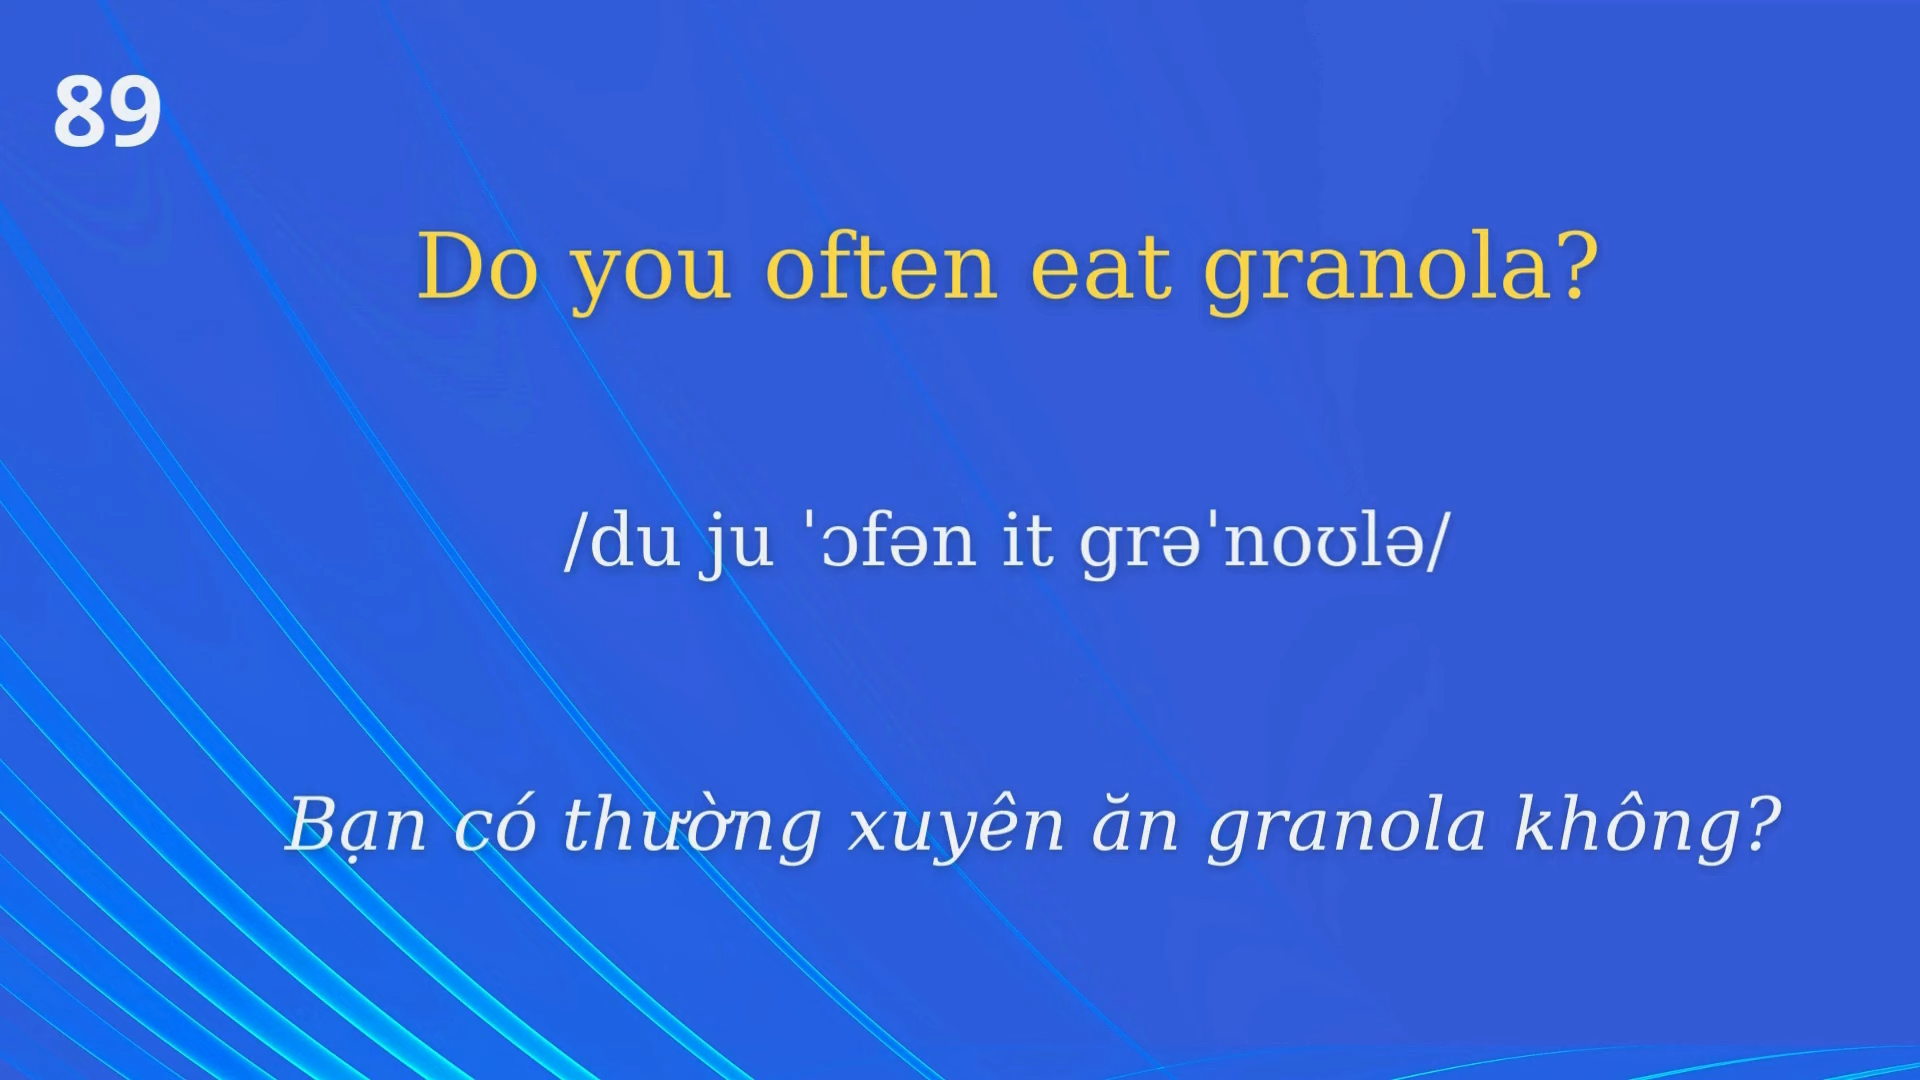 89
Do you often eat granola?
/du ju ˈɔfən it grəˈnoʊlə/
Bạn có thường xuyên ăn granola không?